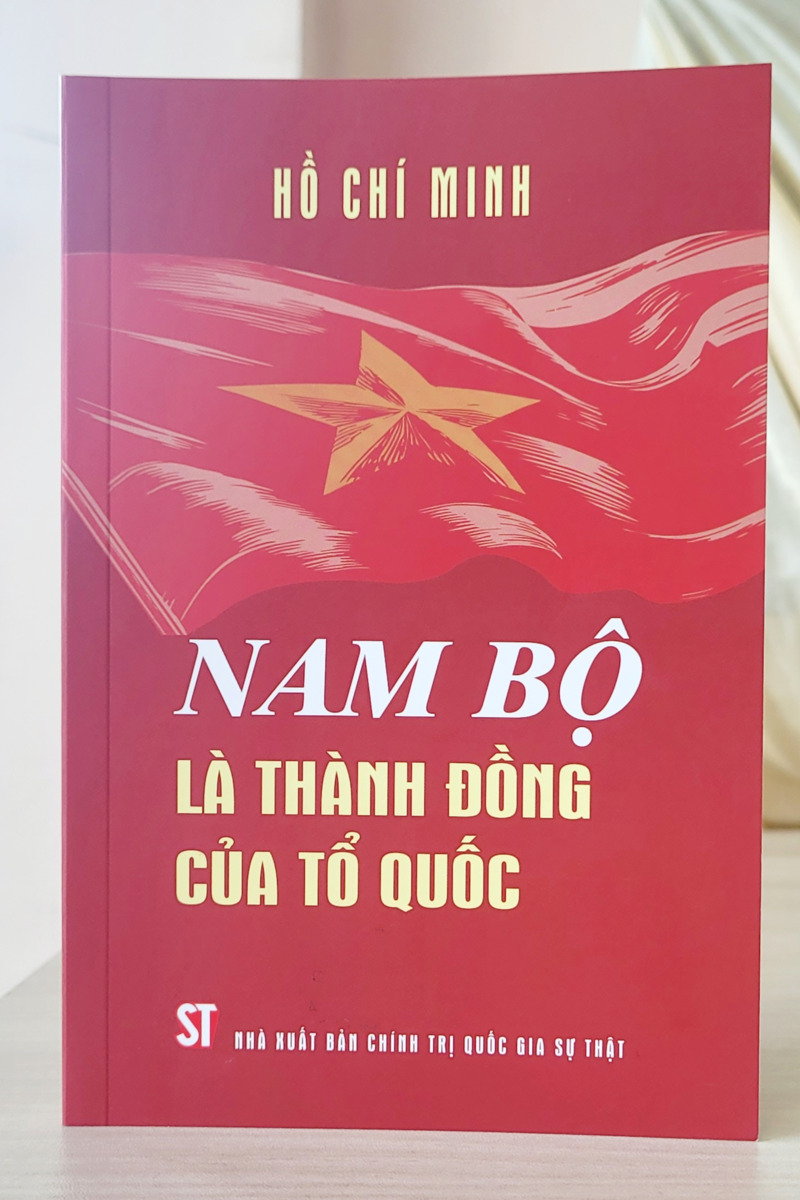 HỒ CHÍ MINH
NAM BỘ
LÀ THÀNH ĐỒNG
CỦA TỔ QUỐC
ST NHÀ XUẤT BẢN CHÍNH TRỊ QUỐC GIA SỰ THẬT